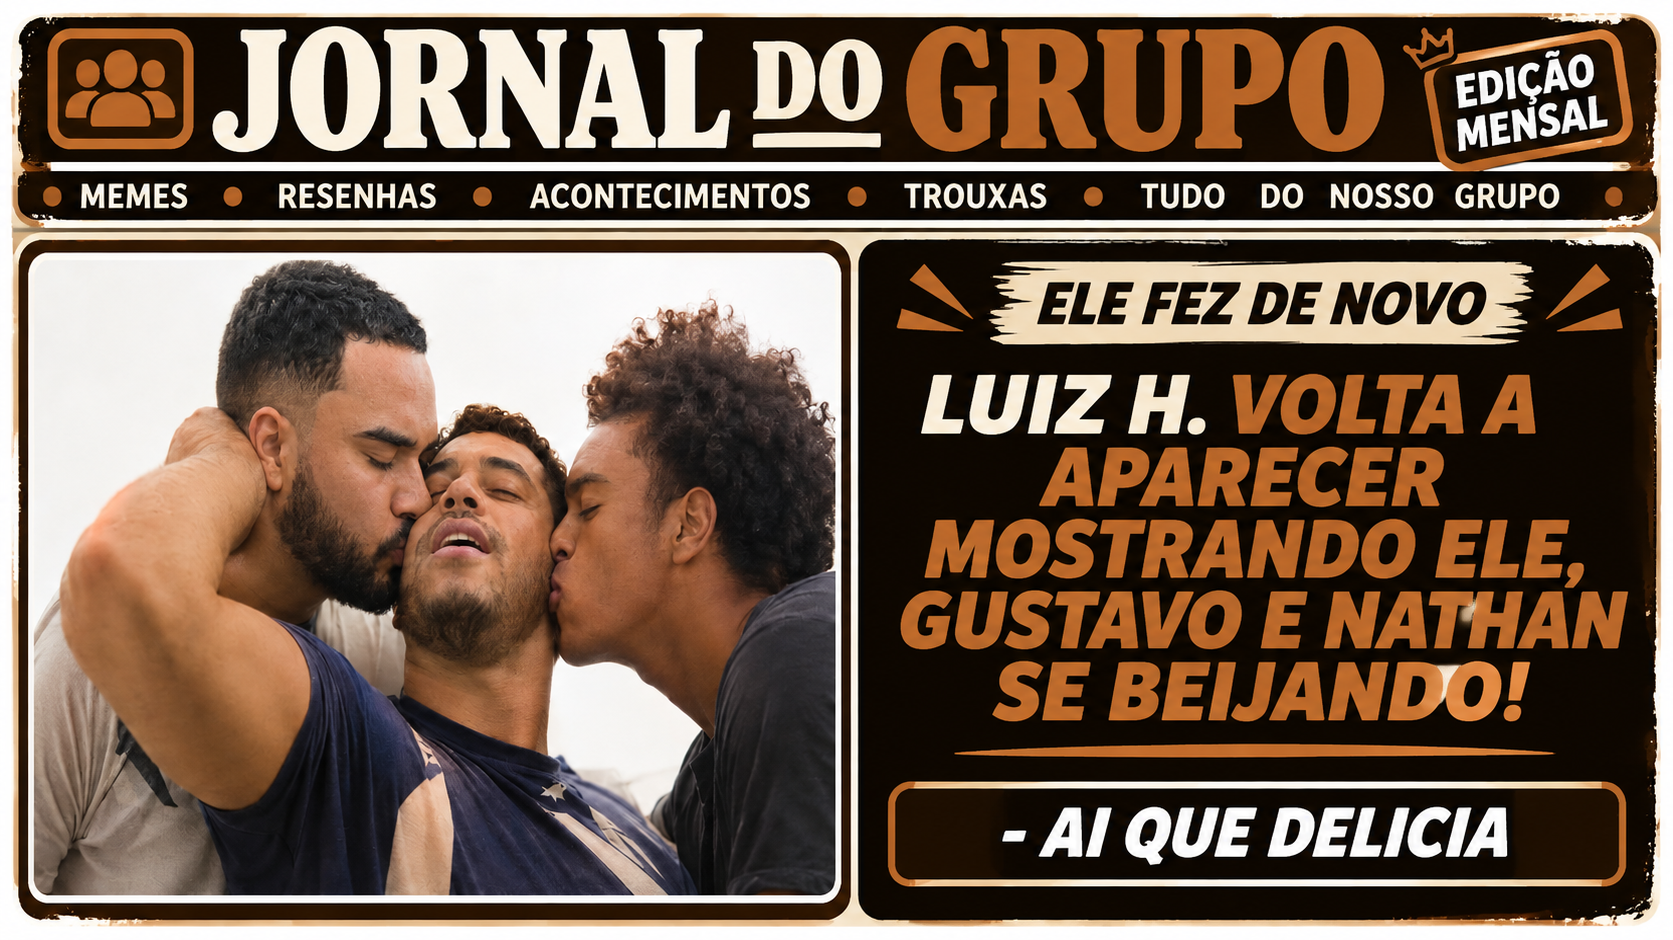 JORNAL DO GRUPO
EDIÇÃO
MENSAL
• MEMES • RESENHAS • ACONTECIMENTOS • TROUXAS • TUDO DO NOSSO GRUPO •
ELE FEZ DE NOVO
LUIZ H. VOLTA A
APARECER
MOSTRANDO ELE,
GUSTAVO E NATHAN
SE BEIJANDO!
- AI QUE DELICIA